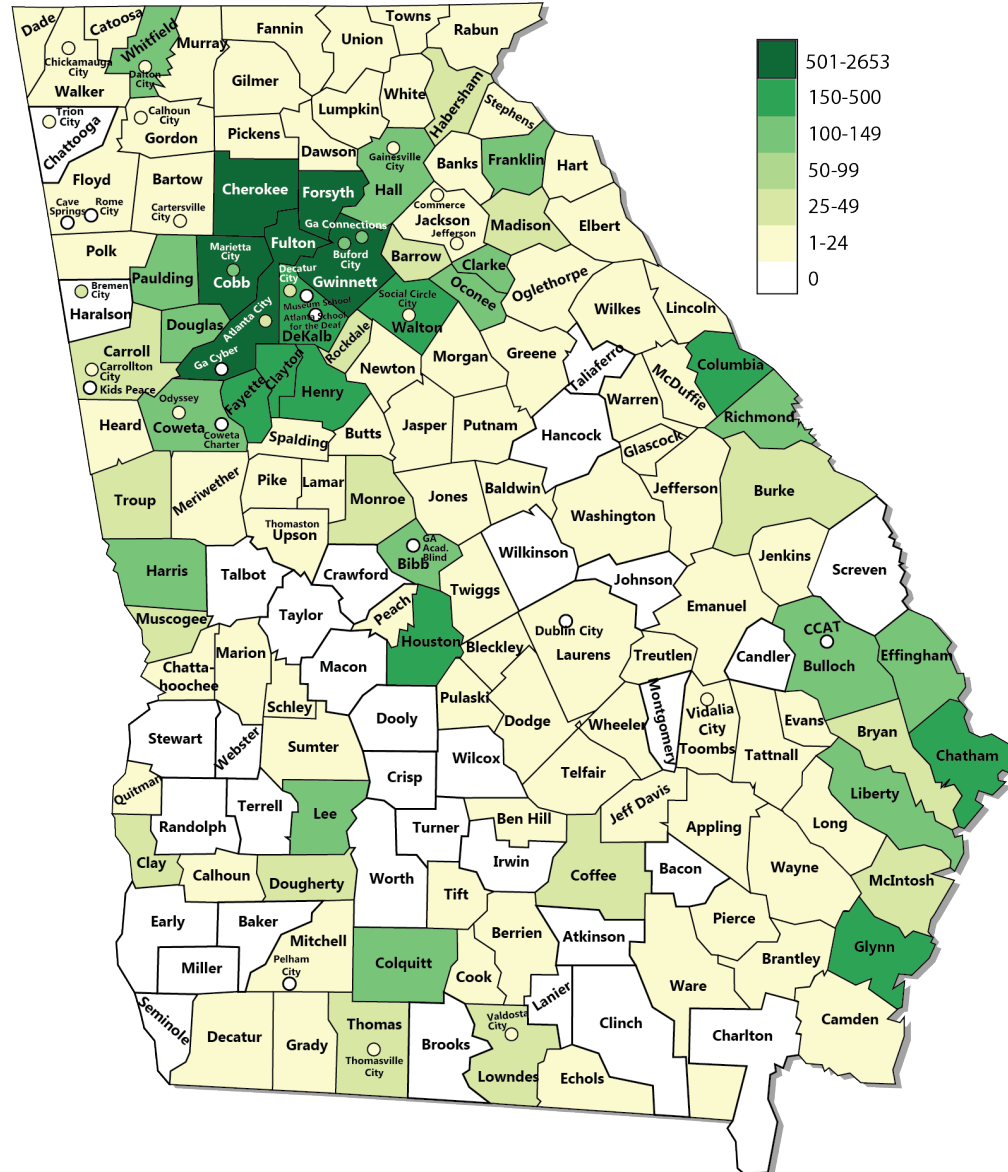 Dade
Catoosa
Whitfield
Murray
Fannin
Union
Towns
Rabun
Chickamauga
City
Dalton
City
Walker
Gilmer
White
Habersham
Stephens
Lumpkin
Trion
City
Chattooga
Calhoun
City
Gordon
Pickens
Dawson
Gainesville
City
Hall
Banks
Franklin
Hart
Floyd
Cave
Springs
Rome
City
Bartow
Cartersville
City
Cherokee
Forsyth
Commerce
Jackson
Jefferson
Madison
Elbert
Polk
Paulding
Marietta
City
Cobb
Fulton
Ga Connections
Buford
City
Gwinnett
Barrow
Clarke
Oconee
Oglethorpe
Wilkes
Lincoln
Bremen
City
Haralson
Douglas
Atlanta City
Decatur
City
Museum School
Atlanta School
for the Deaf
DeKalb
Rockdale
Social Circle
City
Walton
Morgan
Greene
Taliaferro
McDuffie
Columbia
Richmond
Warren
Carroll
Carrollton
City
Kids Peace
Ga Cyber
Fayette
Clayton
Henry
Newton
Odyssey
Coweta
Coweta
Charter
Heard
Spalding
Butts
Jasper
Putnam
Hancock
Glascock
Jefferson
Burke
Troup
Meriwether
Pike
Lamar
Monroe
Jones
Baldwin
Washington
Thomaston
Upson
GA
Acad.
Blind
Bibb
Wilkinson
Johnson
Jenkins
Screven
Harris
Talbot
Crawford
Twiggs
Emanuel
Muscogee
Taylor
Peach
Houston
Bleckley
Dublin City
Laurens
Treutlen
Candler
CCAT
Bulloch
Effingham
Chatta-
hoochee
Marion
Macon
Schley
Pulaski
Dodge
Wheeler
Montgomery
Vidalia
City
Toombs
Tattnall
Evans
Bryan
Chatham
Stewart
Webster
Sumter
Dooly
Wilcox
Telfair
Jeff Davis
Appling
Long
Liberty
Quitman
Randolph
Terrell
Lee
Crisp
Turner
Ben Hill
Irwin
Coffee
Bacon
Wayne
McIntosh
Clay
Calhoun
Dougherty
Worth
Tift
Early
Baker
Mitchell
Pelham
City
Miller
Colquitt
Cook
Berrien
Atkinson
Pierce
Brantley
Glynn
Ware
Seminole
Decatur
Grady
Thomas
Thomasville
City
Brooks
Valdosta
City
Lowndes
Lanier
Clinch
Echols
Charlton
Camden
501-2653
150-500
100-149
50-99
25-49
1-24
0